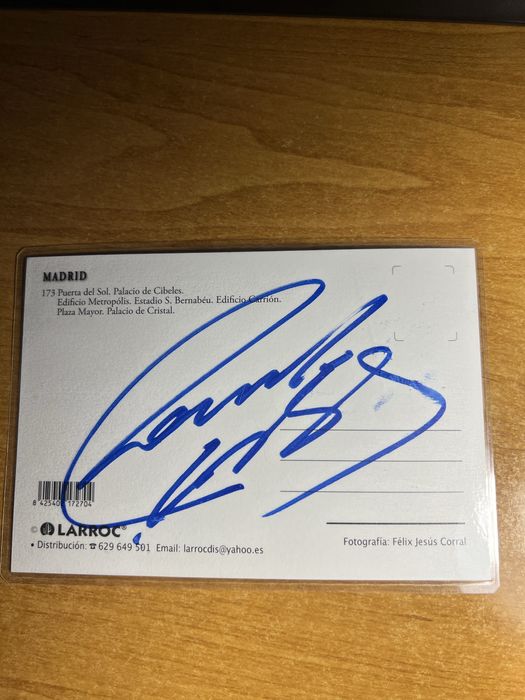 MADRID
173 Puerta del Sol. Palacio de Cibeles.
Edificio Metropólis. Estadio S. Bernabéu. Edificio Carrión.
Plaza Mayor. Palacio de Cristal.
172704
© LARROC®
• Distribución: ☎ 629 649 501 Email: larrocdis@yahoo.es
Fotografía: Félix Jesús Corral